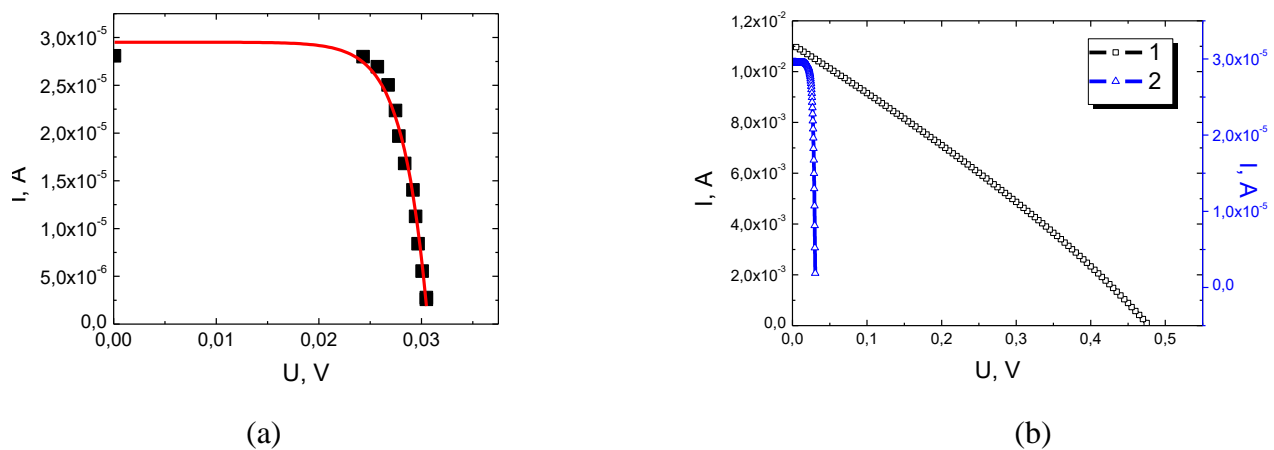 3,0x10⁻⁵
2,5x10⁻⁵
2,0x10⁻⁵
1,5x10⁻⁵
1,0x10⁻⁵
5,0x10⁻⁶
0,0
I, A
0,00 0,01 0,02 0,03
U, V
(a)
1,2x10⁻²
1,0x10⁻²
8,0x10⁻³
6,0x10⁻³
4,0x10⁻³
2,0x10⁻³
0,0
I, A
0,0 0,1 0,2 0,3 0,4 0,5
U, V
1
2
3,0x10⁻⁵
2,0x10⁻⁵
1,0x10⁻⁵
0,0
I, A
(b)